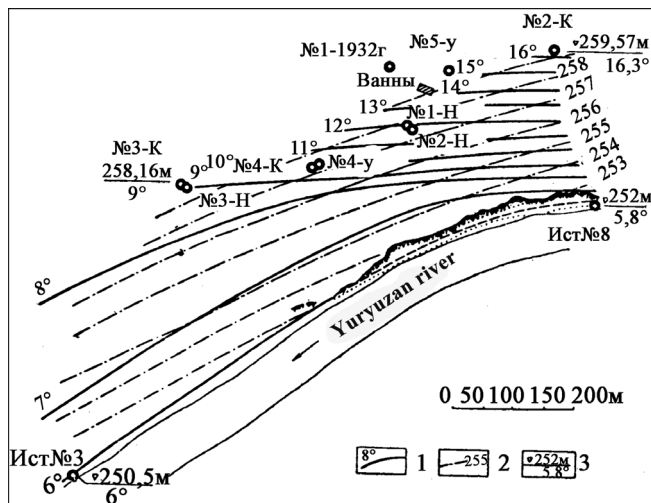 №2-К
№5-у
№1-1932г
259,57м
16,3°
16°
15°
258
Ванны
14°
257
13°
256
№1-Н
12°
255
№2-Н
11°
254
№3-К
10°
№4-К
№4-у
253
258,16м
9°
9°
№3-Н
252м
5,8°
Ист№8
8°
Yuryuzan river
7°
0 50 100 150 200м
Ист№3
6°
250,5м
6°
8° 1 255 2 252м 3
5.8°